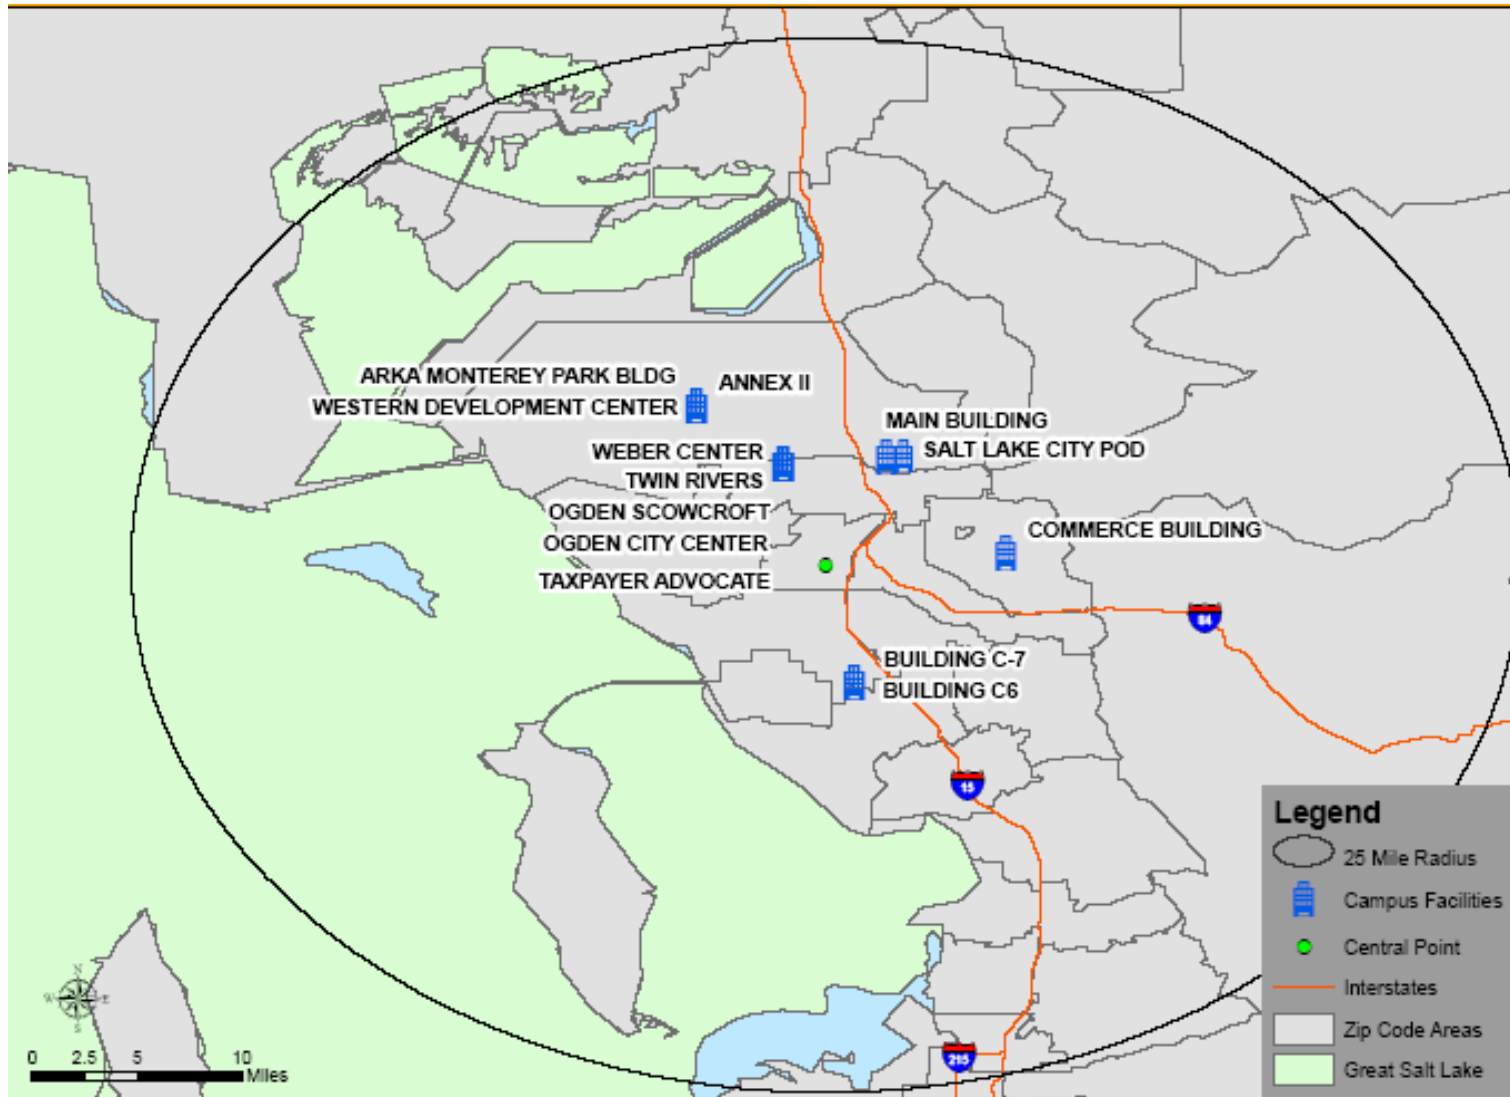 ARKA MONTEREY PARK BLDG
ANNEX II
WESTERN DEVELOPMENT CENTER
MAIN BUILDING
WEBER CENTER
SALT LAKE CITY POD
TWIN RIVERS
OGDEN SCOWCROFT
COMMERCE BUILDING
OGDEN CITY CENTER
TAXPAYER ADVOCATE
84
BUILDING C-7
BUILDING C6
15
Legend
25 Mile Radius
Campus Facilities
Central Point
Interstates
Zip Code Areas
Great Salt Lake
N
W E
S
0 2.5 5 10
Miles
215